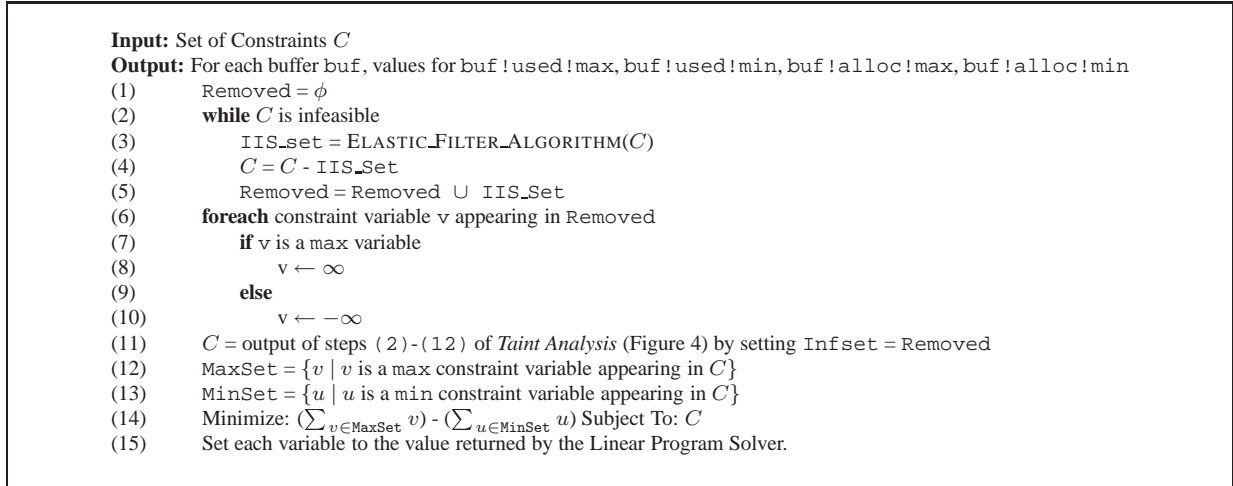 Input: Set of Constraints C
Output: For each buffer buf, values for buf!used!max, buf!used!min, buf!alloc!max, buf!alloc!min
(1) Removed = ϕ
(2) while C is infeasible
(3) IIS_set = ELASTIC_FILTER_ALGORITHM(C)
(4) C = C - IIS_Set
(5) Removed = Removed ∪ IIS_Set
(6) foreach constraint variable v appearing in Removed
(7) if v is a max variable
(8) v ← ∞
(9) else
(10) v ← −∞
(11) C = output of steps (2)-(12) of Taint Analysis (Figure 4) by setting Infset = Removed
(12) MaxSet = {v | v is a max constraint variable appearing in C}
(13) MinSet = {u | u is a min constraint variable appearing in C}
(14) Minimize: (∑ v∈MaxSet v) - (∑ u∈MinSet u) Subject To: C
(15) Set each variable to the value returned by the Linear Program Solver.